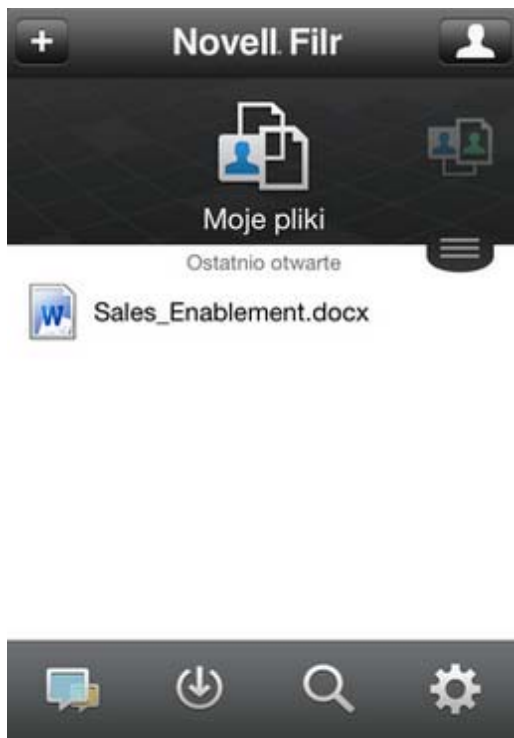 Novell Filr
Moje pliki
Ostatnio otwarte
Sales_Enablement.docx